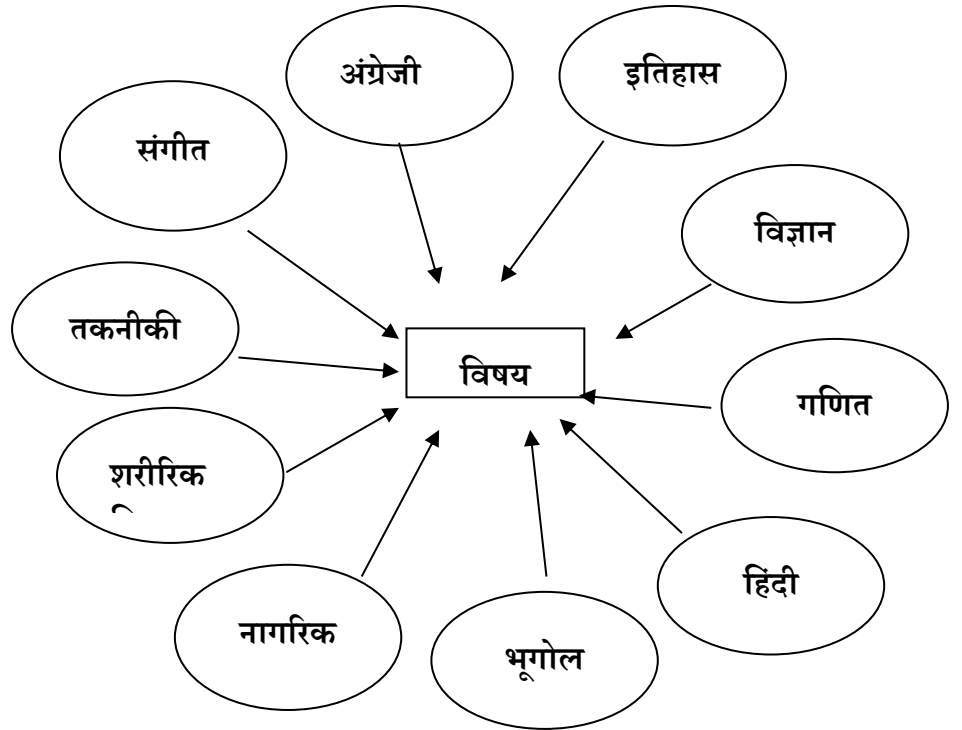 अंग्रेजी
इतिहास
संगीत
विज्ञान
तकनीकी
विषय
गणित
शरीरिक
हिंदी
नागरिक
भूगोल